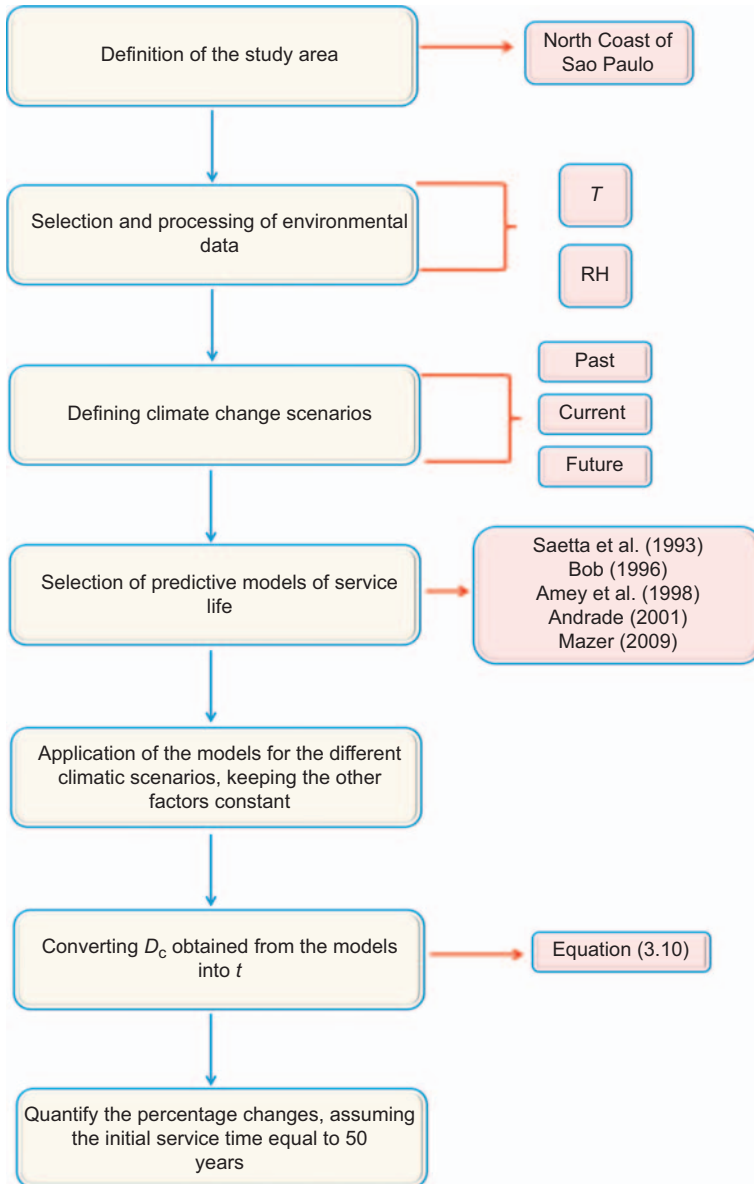 Definition of the study area
North Coast of
Sao Paulo
Selection and processing of environmental
data
T
RH
Defining climate change scenarios
Past
Current
Future
Selection of predictive models of service
life
Saetta et al. (1993)
Bob (1996)
Amey et al. (1998)
Andrade (2001)
Mazer (2009)
Application of the models for the different
climatic scenarios, keeping the other
factors constant
Converting Dc obtained from the models
into t
Equation (3.10)
Quantify the percentage changes, assuming
the initial service time equal to 50
years